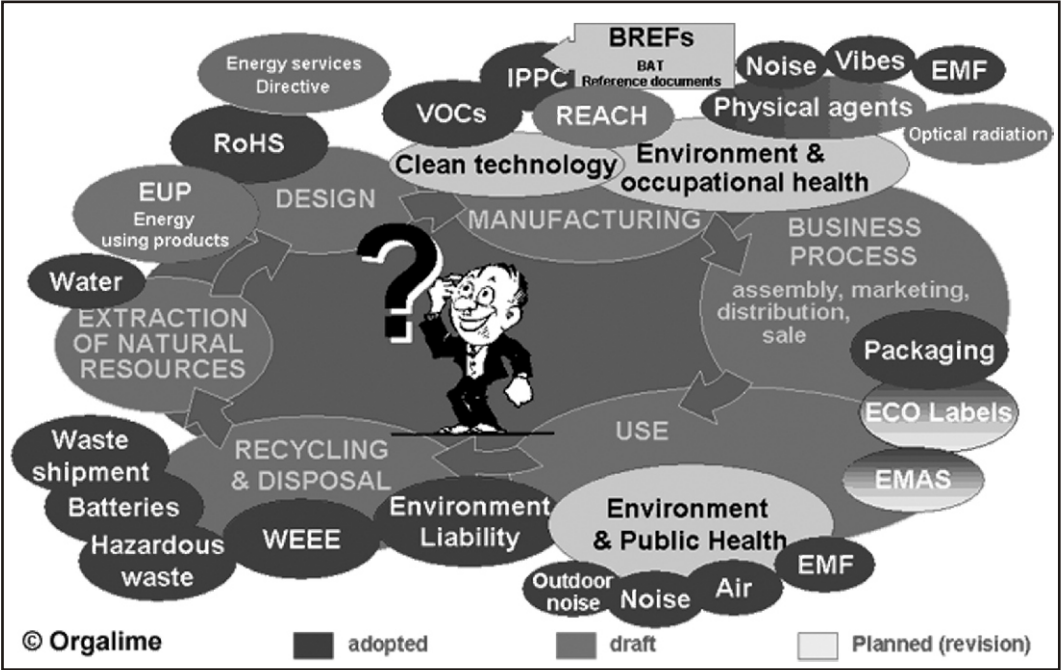 BREFs
BAT
Reference documents
Energy services
Directive
IPPC
Noise
Vibes
EMF
VOCs
REACH
Physical agents
Optical radiation
RoHS
Clean technology
Environment &
occupational health
EUP
Energy
using products
DESIGN
MANUFACTURING
BUSINESS
PROCESS
assembly, marketing,
distribution,
sale
Water
EXTRACTION
OF NATURAL
RESOURCES
?
Packaging
ECO Labels
EMAS
USE
RECYCLING
& DISPOSAL
Waste
shipment
Batteries
Hazardous
waste
WEEE
Environment
Liability
Environment
& Public Health
Outdoor
noise
Noise
Air
EMF
© Orgalime
adopted
draft
Planned (revision)